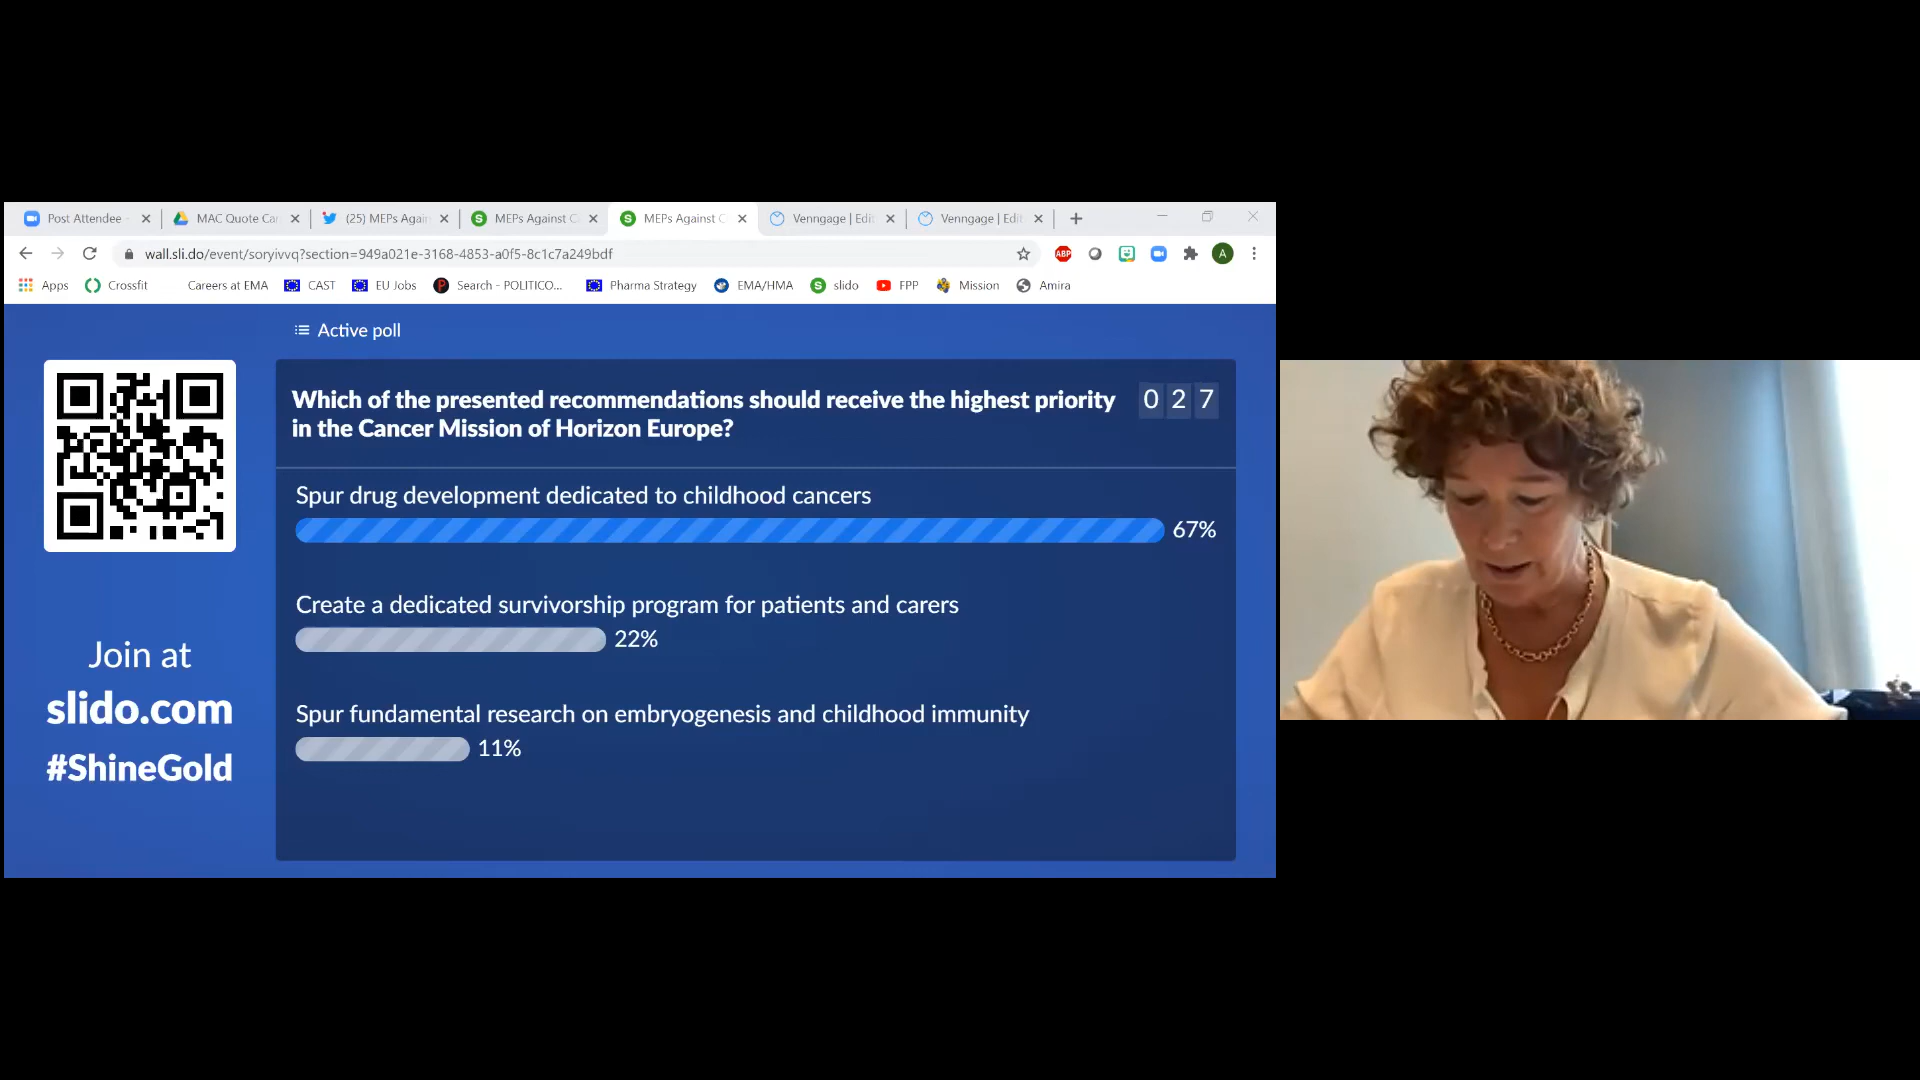 Post Attendee
MAC Quote Car
(25) MEPs Again
MEPs Against C
MEPs Against C
Venngage | Edit
Venngage | Edit
wall.sli.do/event/soryivvq?section=949a021e-3168-4853-a0f5-8c1c7a249bdf
ABP
A
Apps
Crossfit
Careers at EMA
CAST
EU Jobs
Search - POLITICO...
Pharma Strategy
EMA/HMA
slido
FPP
Mission
Amira
Active poll
Which of the presented recommendations should receive the highest priority
in the Cancer Mission of Horizon Europe?
0 2 7
Spur drug development dedicated to childhood cancers
67%
Create a dedicated survivorship program for patients and carers
22%
Spur fundamental research on embryogenesis and childhood immunity
11%
Join at
slido.com
#ShineGold